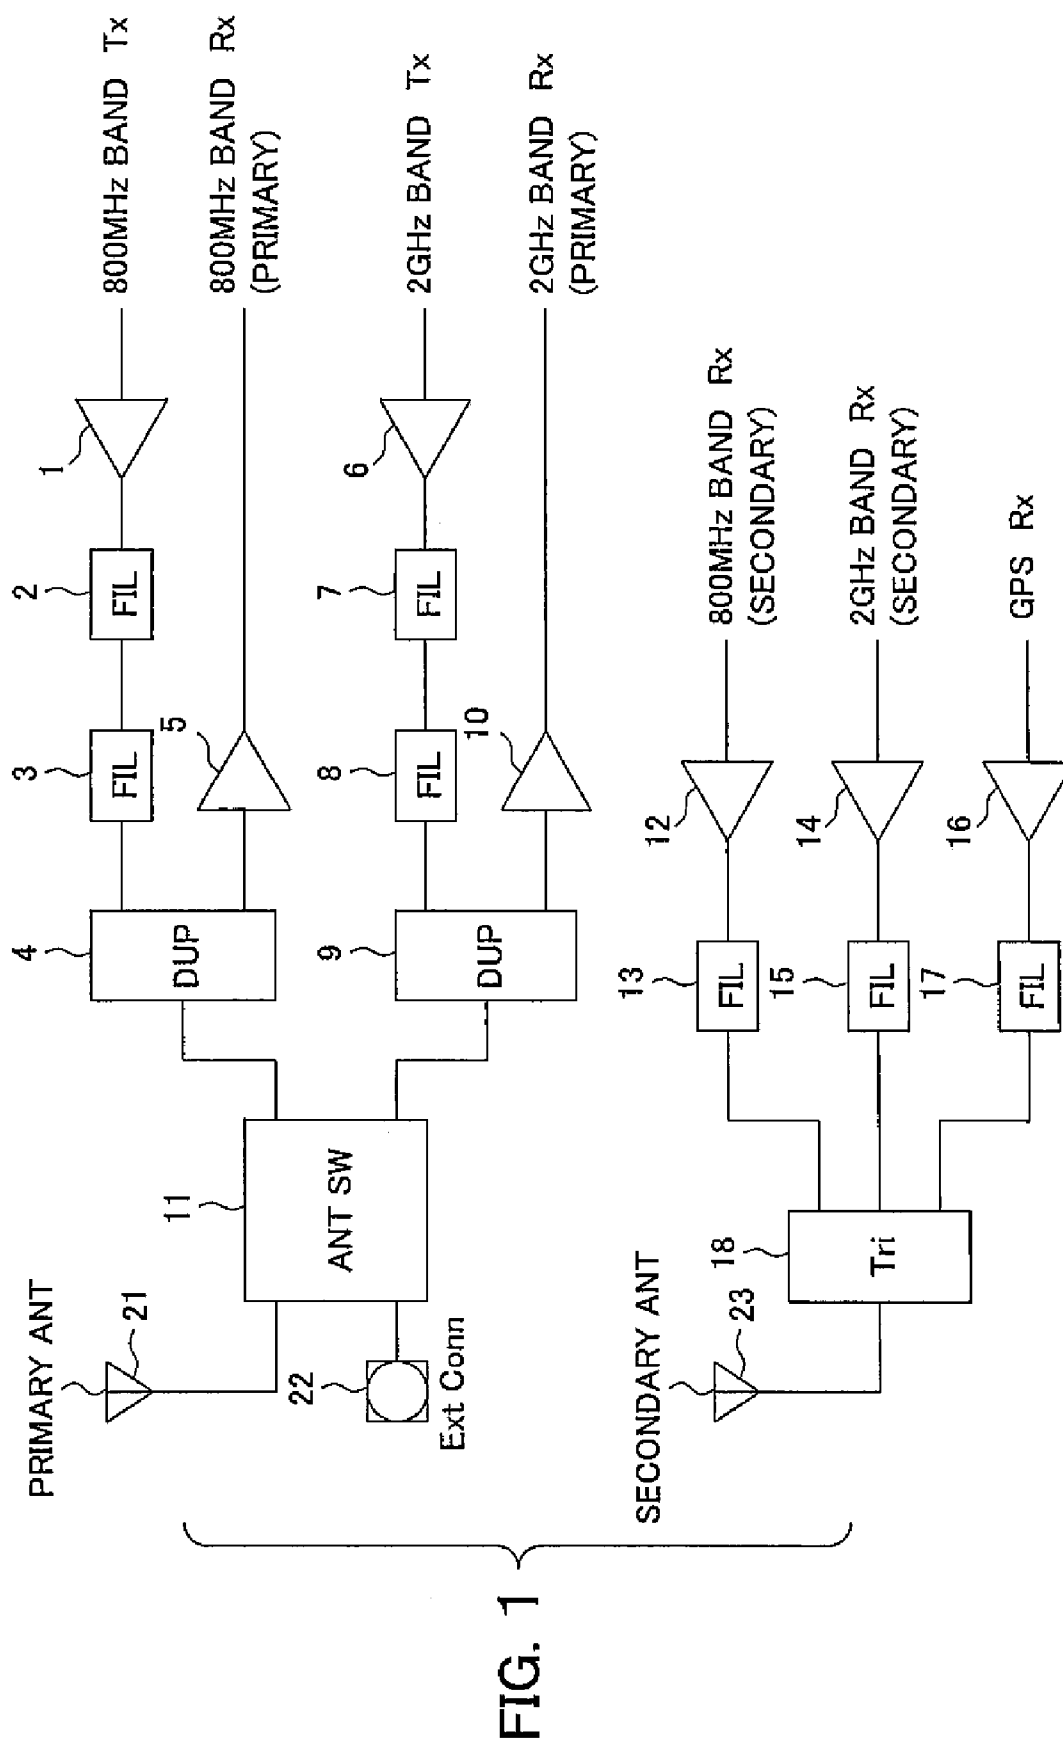 FIG. 1
PRIMARY ANT
21
22
Ext Conn
11
ANT SW
4
DUP
3
FIL
2
FIL
1
800MHz BAND Tx
5
800MHz BAND Rx
(PRIMARY)
9
DUP
8
FIL
7
FIL
6
2GHz BAND Tx
10
2GHz BAND Rx
(PRIMARY)
SECONDARY ANT
23
18
Tri
13
FIL
12
800MHz BAND Rx
(SECONDARY)
15
FIL
14
2GHz BAND Rx
(SECONDARY)
17
FIL
16
GPS Rx